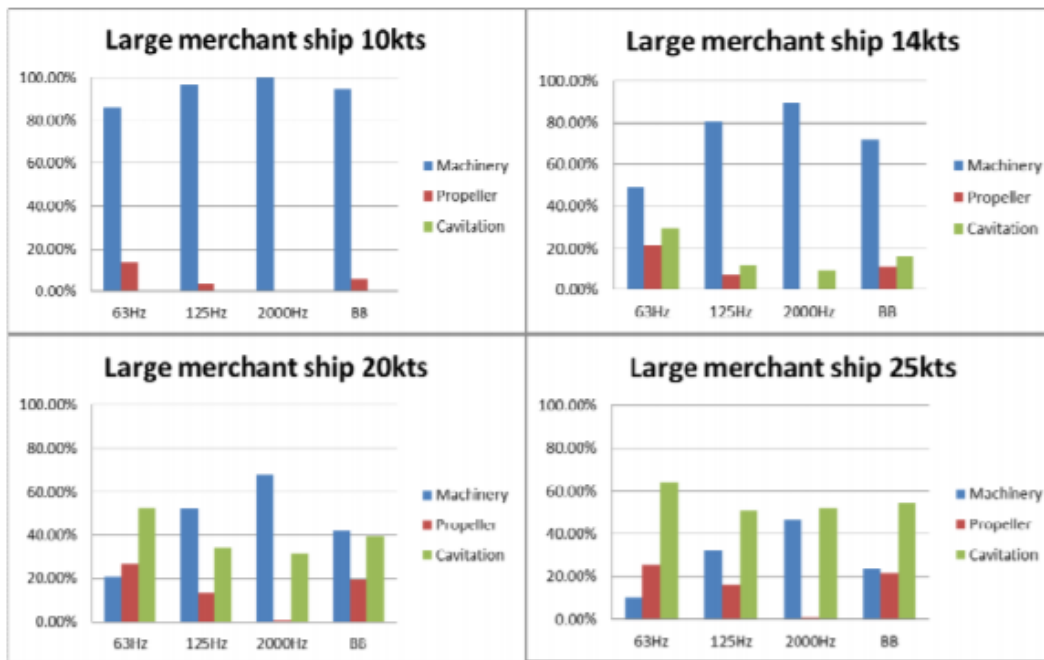 Large merchant ship 10kts
100.00%
80.00%
60.00%
40.00%
20.00%
0.00%
63Hz 125Hz 2000Hz BB
Machinery
Propeller
Cavitation
Large merchant ship 14kts
100.00%
80.00%
60.00%
40.00%
20.00%
0.00%
63Hz 125Hz 2000Hz BB
Machinery
Propeller
Cavitation
Large merchant ship 20kts
100.00%
80.00%
60.00%
40.00%
20.00%
0.00%
63Hz 125Hz 2000Hz BB
Machinery
Propeller
Cavitation
Large merchant ship 25kts
100.00%
80.00%
60.00%
40.00%
20.00%
0.00%
63Hz 125Hz 2000Hz BB
Machinery
Propeller
Cavitation